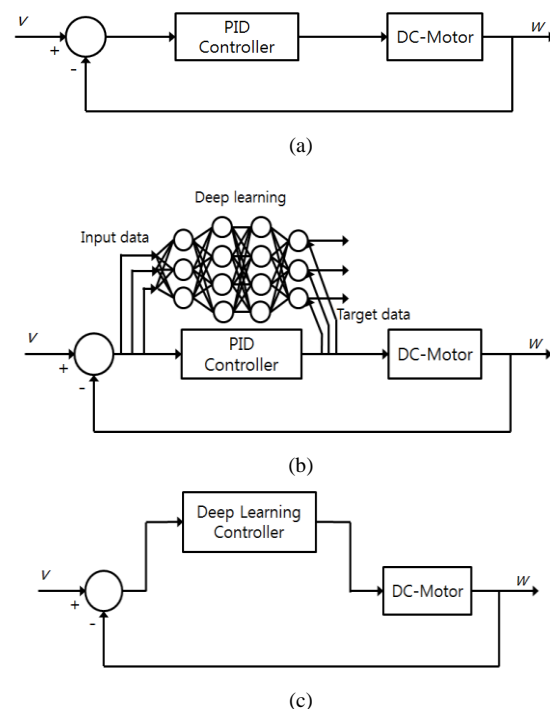 V
+
-
PID
Controller
DC-Motor
W
(a)
Deep learning
Input data
Target data
V
+
-
PID
Controller
DC-Motor
W
(b)
Deep Learning
Controller
V
+
-
DC-Motor
W
(c)